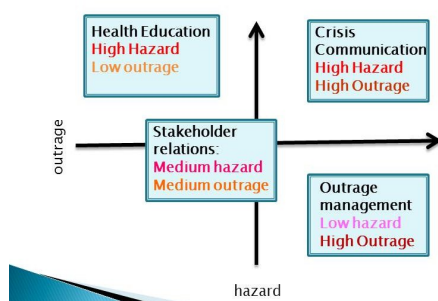 Health Education
High Hazard
Low outrage
Crisis
Communication
High Hazard
High Outrage
outrage
Stakeholder
relations:
Medium hazard
Medium outrage
Outrage
management
Low hazard
High Outrage
hazard